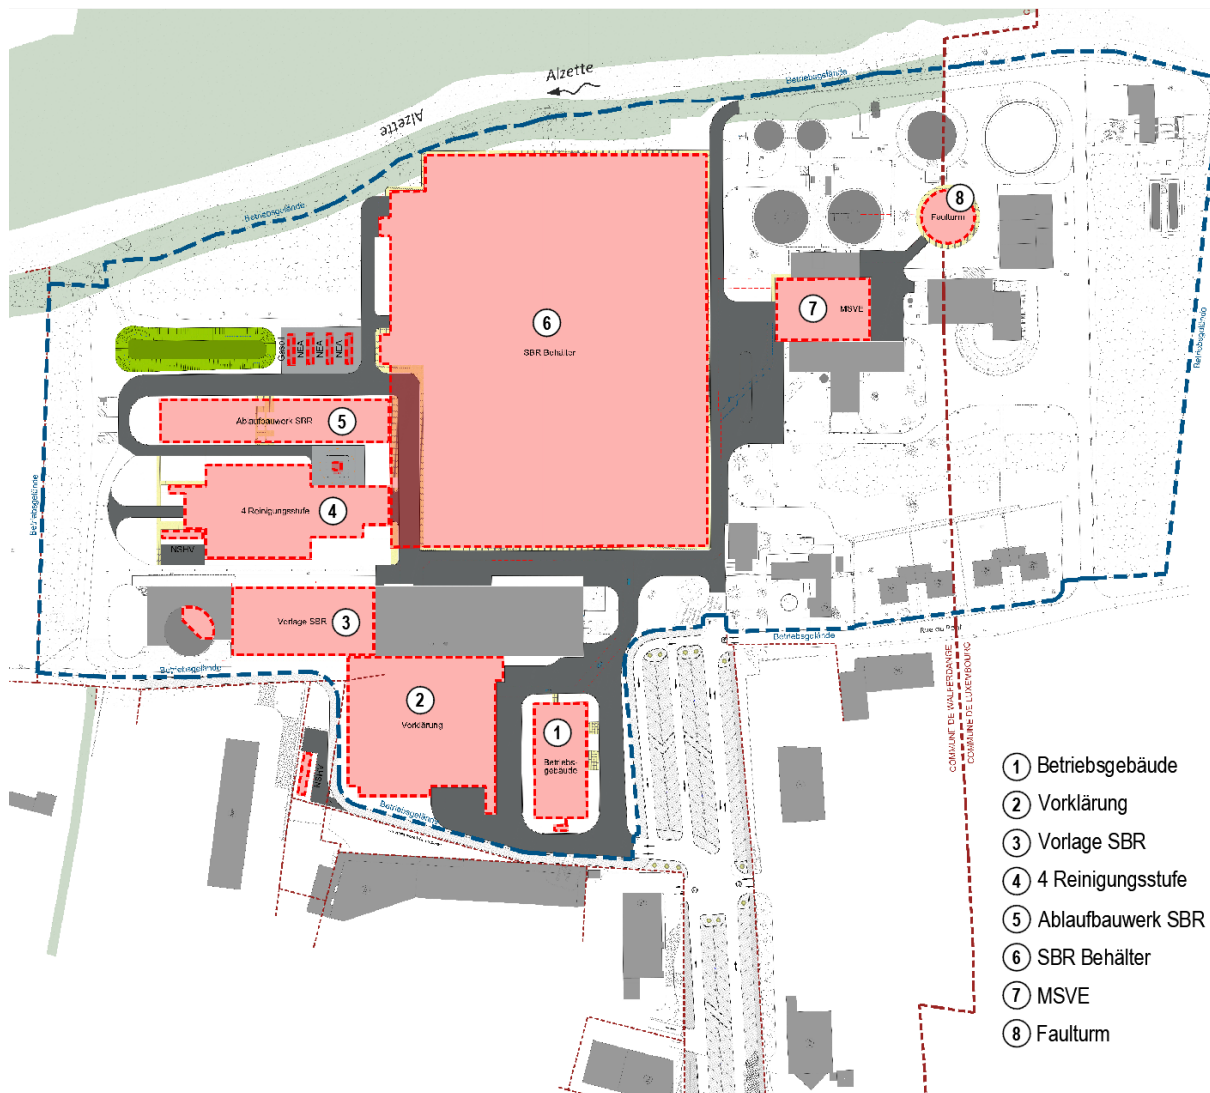 C
Alzette
Betriebsgelände
Alzette
Betriebsgelände
8
Faulturm
7
MSVE
6
SBR Behälter
Betriebsgelände
NEA
NEA
NEA
Ablaufbauwerk SBR
5
4 Reinigungsstufe
4
NSHV
Betriebsgelände
Vorlage SBR
3
Rue du Pont
Betriebsgelände
Betriebsgelände
2
Vorklärung
1
Betriebs-
gebäude
NSHV
Betriebsgelände
COMMUNE DE WALFERDANGE
COMMUNE DE LUXEMBOURG
1 Betriebsgebäude
2 Vorklärung
3 Vorlage SBR
4 4 Reinigungsstufe
5 Ablaufbauwerk SBR
6 SBR Behälter
7 MSVE
8 Faulturm